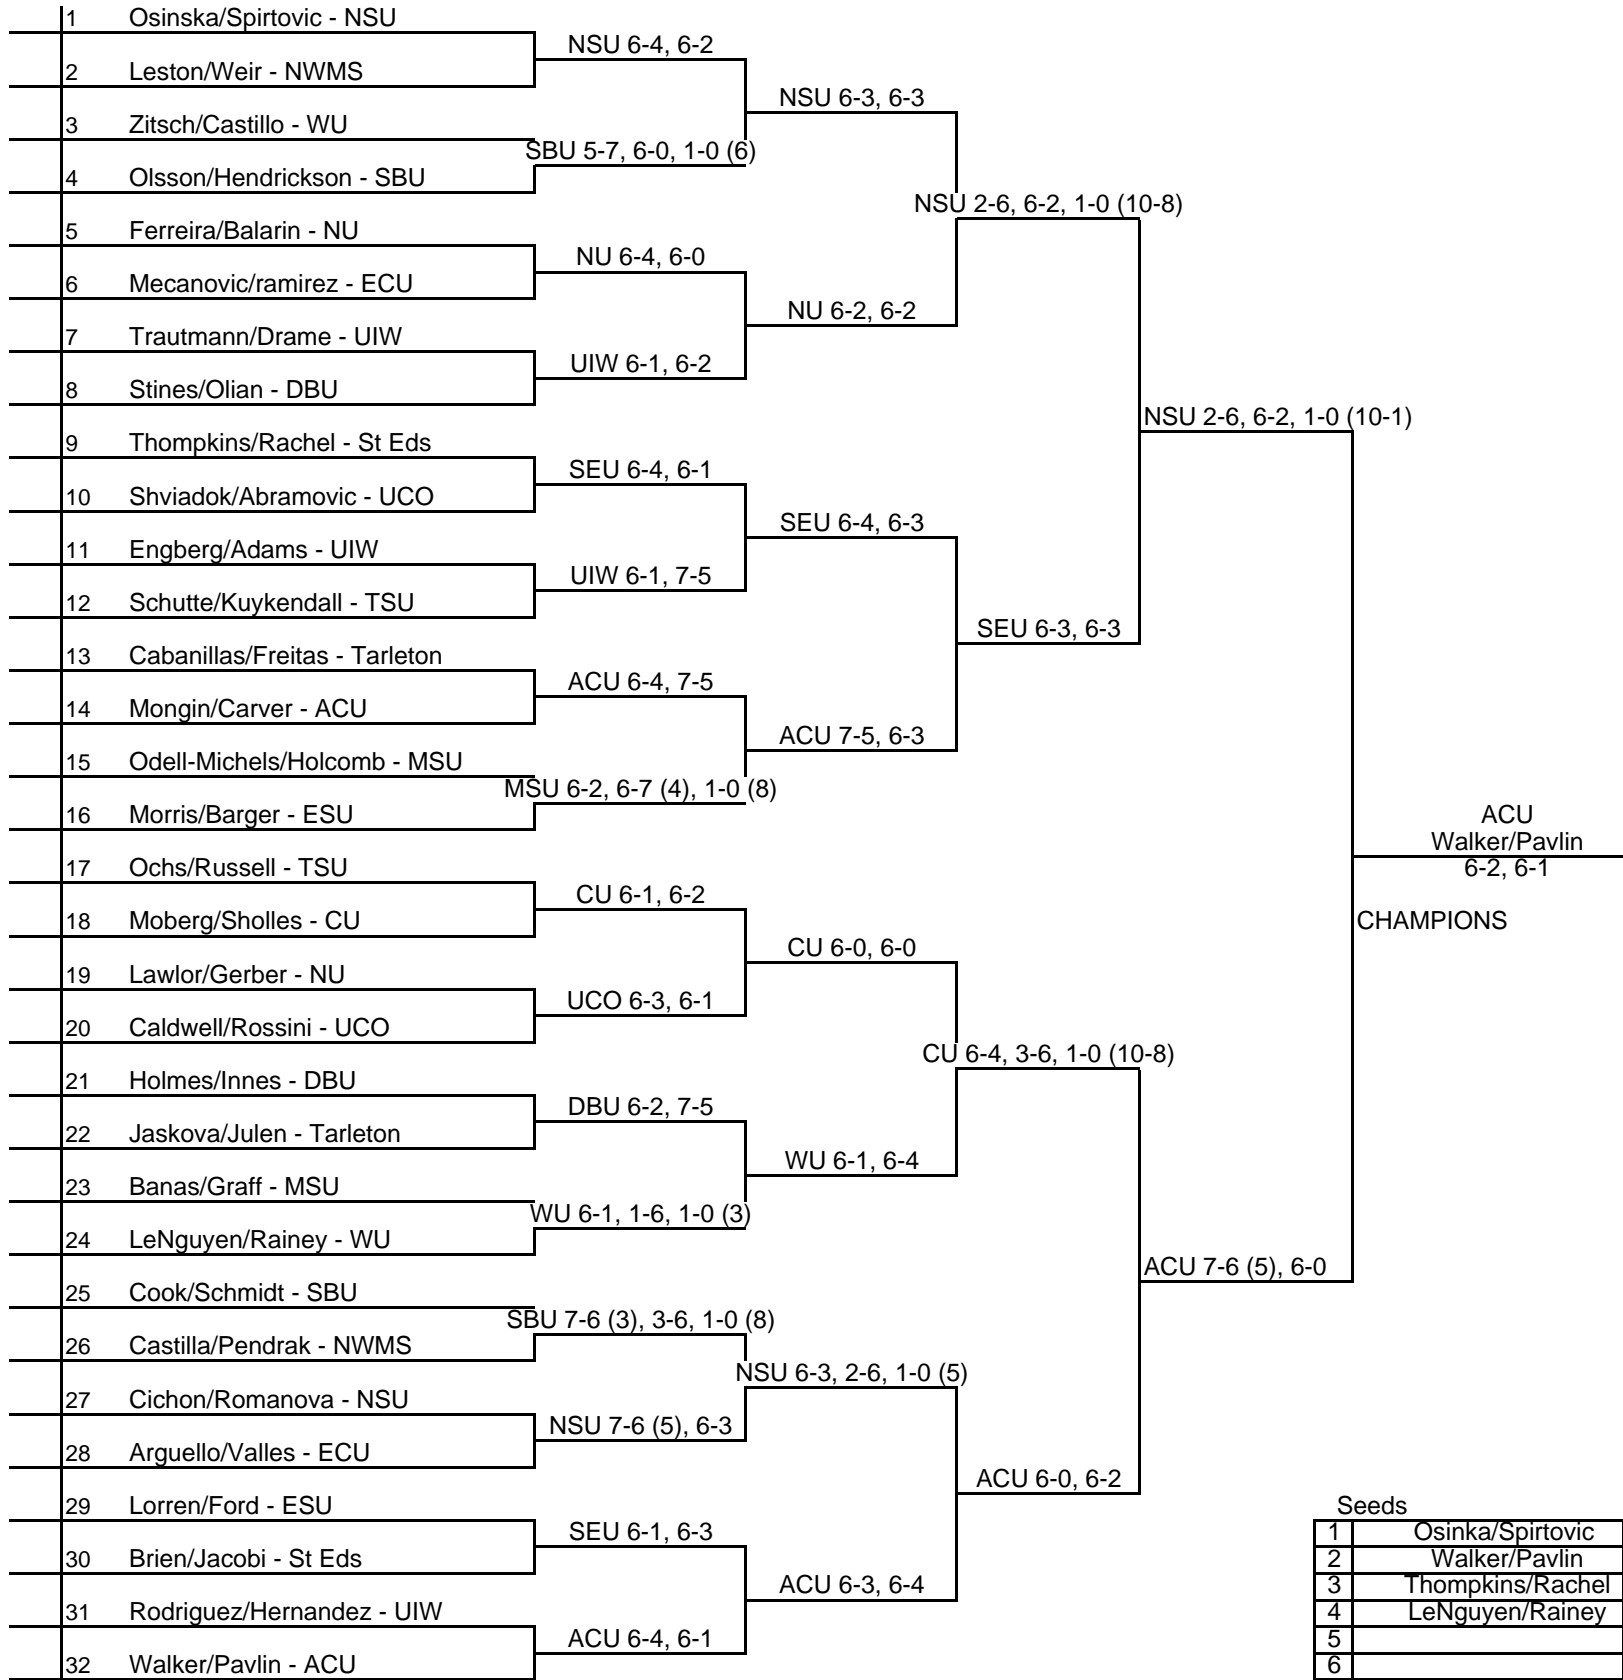 1 Osinska/Spirtovic - NSU
NSU 6-4, 6-2
2 Leston/Weir - NWMS
NSU 6-3, 6-3
3 Zitsch/Castillo - WU
SBU 5-7, 6-0, 1-0 (6)
4 Olsson/Hendrickson - SBU
NSU 2-6, 6-2, 1-0 (10-8)
5 Ferreira/Balarin - NU
NU 6-4, 6-0
6 Mecanovic/ramirez - ECU
NU 6-2, 6-2
7 Trautmann/Drame - UIW
UIW 6-1, 6-2
8 Stines/Olian - DBU
NSU 2-6, 6-2, 1-0 (10-1)
9 Thompkins/Rachel - St Eds
SEU 6-4, 6-1
10 Shviadok/Abramovic - UCO
SEU 6-4, 6-3
11 Engberg/Adams - UIW
UIW 6-1, 7-5
12 Schutte/Kuykendall - TSU
SEU 6-3, 6-3
13 Cabanillas/Freitas - Tarleton
ACU 6-4, 7-5
14 Mongin/Carver - ACU
ACU 7-5, 6-3
15 Odell-Michels/Holcomb - MSU
MSU 6-2, 6-7 (4), 1-0 (8)
16 Morris/Barger - ESU
ACU
Walker/Pavlin
6-2, 6-1
17 Ochs/Russell - TSU
CU 6-1, 6-2
18 Moberg/Sholles - CU
CHAMPIONS
CU 6-0, 6-0
19 Lawlor/Gerber - NU
UCO 6-3, 6-1
20 Caldwell/Rossini - UCO
CU 6-4, 3-6, 1-0 (10-8)
21 Holmes/Innes - DBU
DBU 6-2, 7-5
22 Jaskova/Julen - Tarleton
WU 6-1, 6-4
23 Banas/Graff - MSU
WU 6-1, 1-6, 1-0 (3)
24 LeNguyen/Rainey - WU
ACU 7-6 (5), 6-0
25 Cook/Schmidt - SBU
SBU 7-6 (3), 3-6, 1-0 (8)
26 Castilla/Pendrak - NWMS
NSU 6-3, 2-6, 1-0 (5)
27 Cichon/Romanova - NSU
NSU 7-6 (5), 6-3
28 Arguello/Valles - ECU
ACU 6-0, 6-2
29 Lorren/Ford - ESU
SEU 6-1, 6-3
30 Brien/Jacobi - St Eds
ACU 6-3, 6-4
31 Rodriguez/Hernandez - UIW
ACU 6-4, 6-1
32 Walker/Pavlin - ACU
Seeds
1 Osinka/Spirtovic
2 Walker/Pavlin
3 Thompkins/Rachel
4 LeNguyen/Rainey
5
6